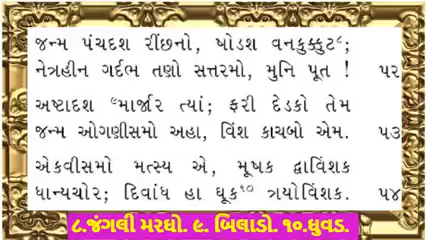 જન્મ પંચદશ રીંછનો, ષોડશ વનકુક્કુટ૮;
નેત્રહીન ગર્દભ તણો સત્તરમો, મુનિ પૂત ! ૫૨
અષ્ટાદશ ૯માર્જાર ત્યાં; ફરી દેડકો તેમ
જન્મ ઓગણીસમો અહા, વિંશ કાચબો એમ. ૫૩
એકવીસમો મત્સ્ય એ, મૂષક દ્વાવિંશક
ધાન્યચોર; દિવાંધ હા ઘૂક૧૦ ત્રયોવિંશક. ૫૪
૮.જંગલી મરઘો. ૯. બિલાડો. ૧૦.ઘુવડ.